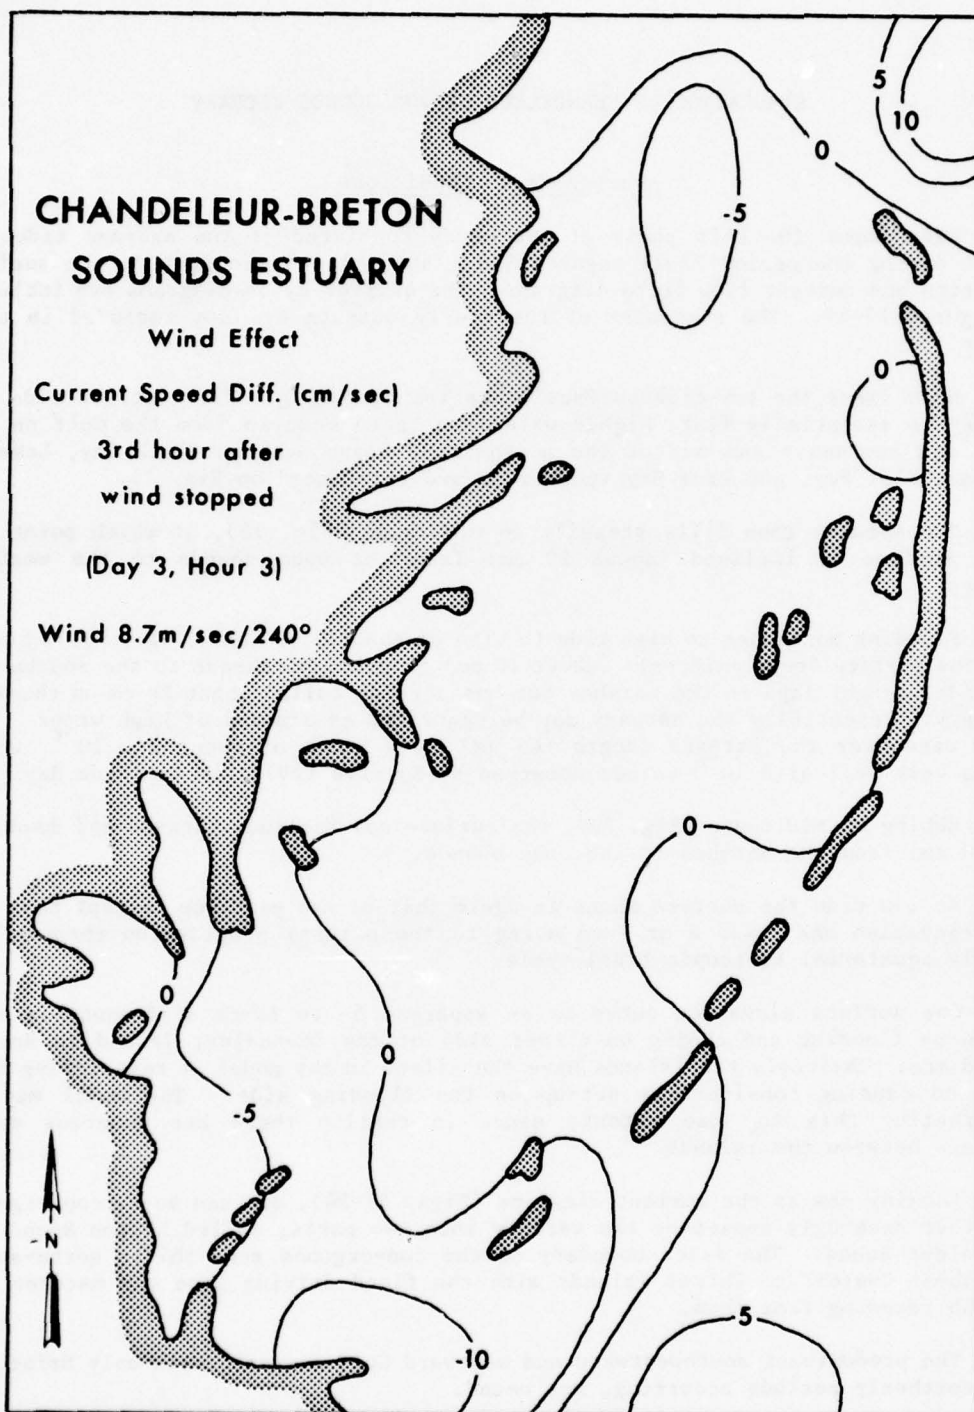 CHANDELEUR-BRETON
SOUNDS ESTUARY
Wind Effect
Current Speed Diff. (cm/sec)
3rd hour after
wind stopped
(Day 3, Hour 3)
Wind 8.7m/sec/240°
5
10
0
-5
0
0
0
0
-5
N
-10
-5